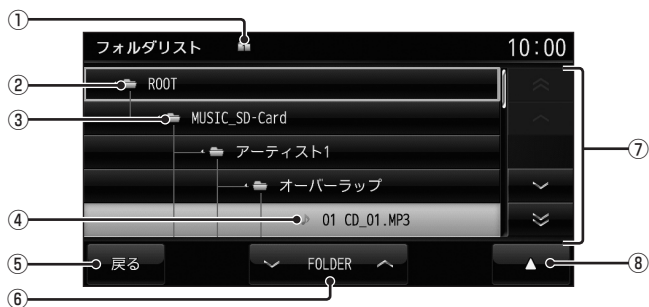 ①
フォルダリスト 10:00
② ROOT
③ MUSIC_SD-Card
アーティスト1
⑦
オーバーラップ
④ 01 CD_01.MP3
⑤ 戻る FOLDER ⑧
⑥